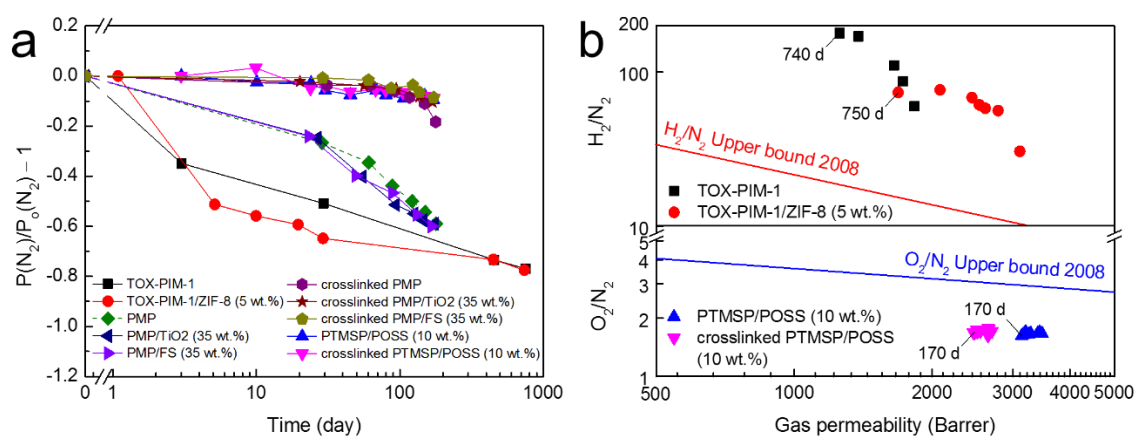 a
P(N₂)/Pₒ(N₂) − 1
0.0
-0.2
-0.4
-0.6
-0.8
-1.0
-1.2
0 1 10 100 1000
Time (day)
TOX-PIM-1
TOX-PIM-1/ZIF-8 (5 wt.%)
PMP
PMP/TiO2 (35 wt.%)
PMP/FS (35 wt.%)
crosslinked PMP
crosslinked PMP/TiO2 (35 wt.%)
crosslinked PMP/FS (35 wt.%)
PTMSP/POSS (10 wt.%)
crosslinked PTMSP/POSS (10 wt.%)
b
H₂/N₂
200
100
10
740 d
750 d
H₂/N₂ Upper bound 2008
TOX-PIM-1
TOX-PIM-1/ZIF-8 (5 wt.%)
O₂/N₂
5
4
3
2
1
O₂/N₂ Upper bound 2008
170 d
170 d
PTMSP/POSS (10 wt.%)
crosslinked PTMSP/POSS
(10 wt.%)
500 1000 2000 3000 4000 5000
Gas permeability (Barrer)